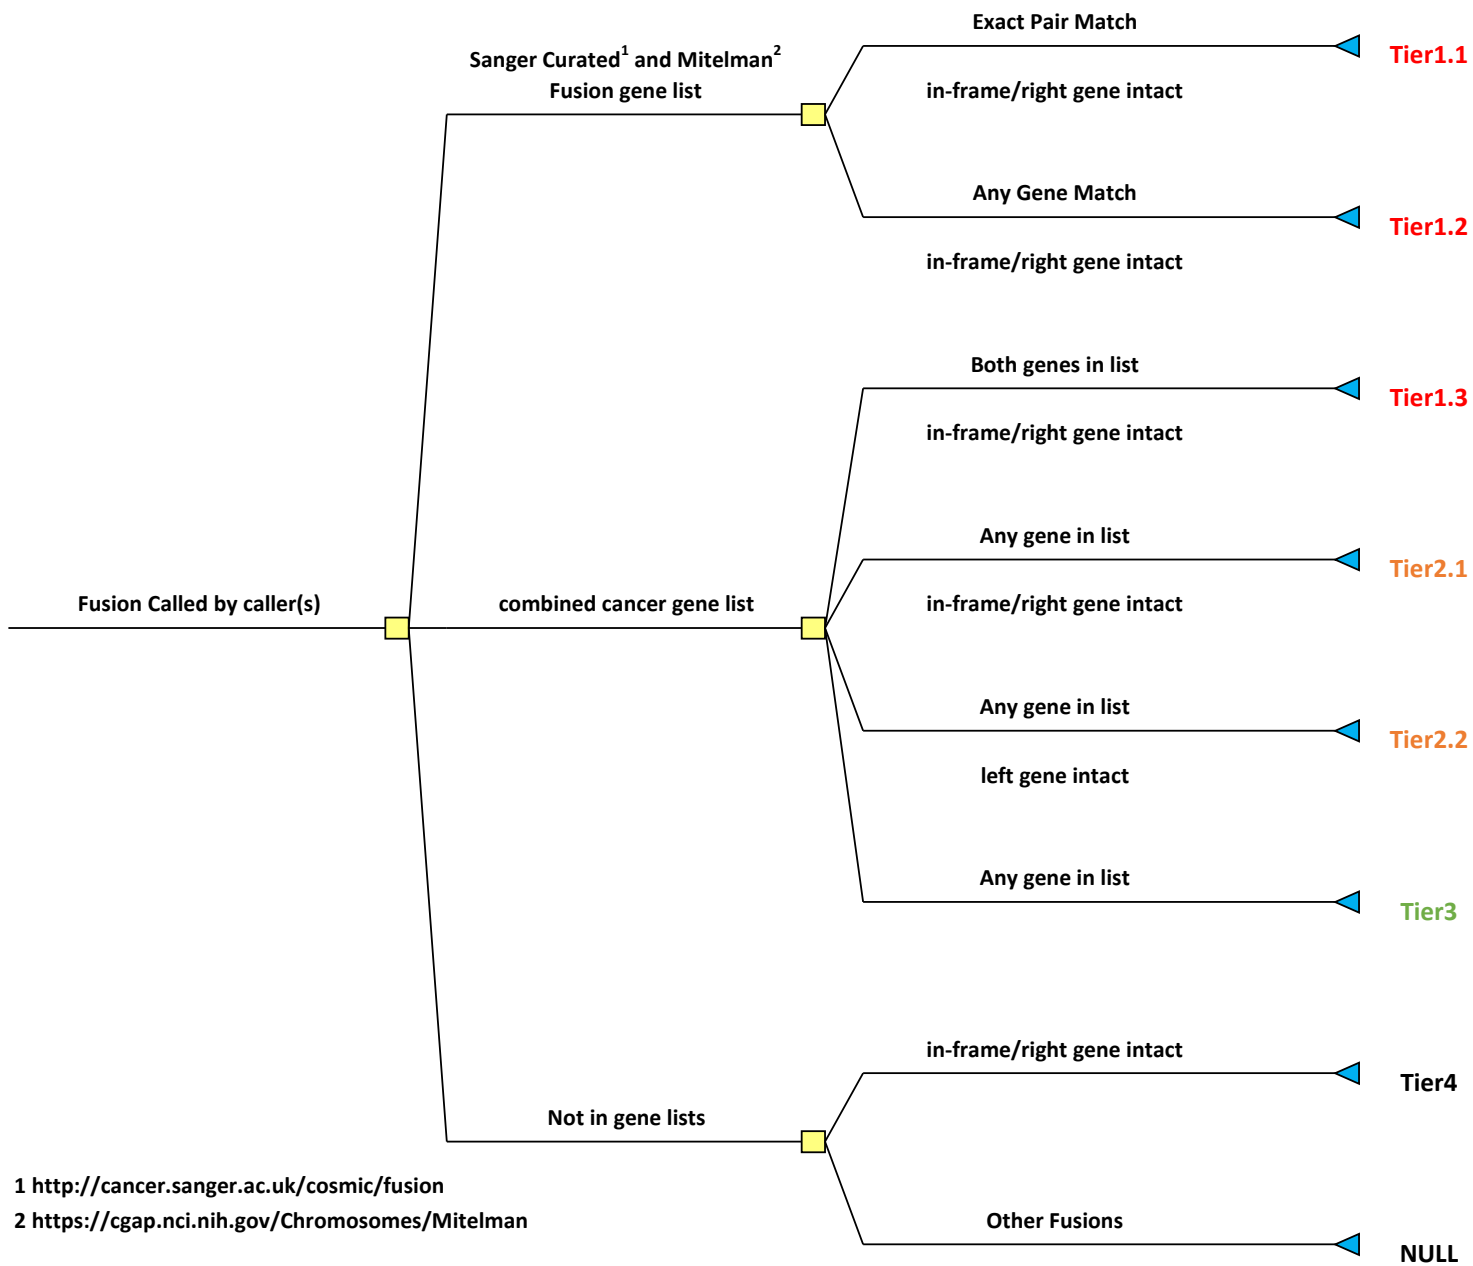 Exact Pair Match
Sanger Curated¹ and Mitelman²
Fusion gene list
Tier1.1
in-frame/right gene intact
Any Gene Match
Tier1.2
in-frame/right gene intact
Both genes in list
Tier1.3
in-frame/right gene intact
Any gene in list
Tier2.1
Fusion Called by caller(s)
combined cancer gene list
in-frame/right gene intact
Any gene in list
Tier2.2
left gene intact
Any gene in list
Tier3
in-frame/right gene intact
Tier4
Not in gene lists
1 http://cancer.sanger.ac.uk/cosmic/fusion
2 https://cgap.nci.nih.gov/Chromosomes/Mitelman
Other Fusions
NULL